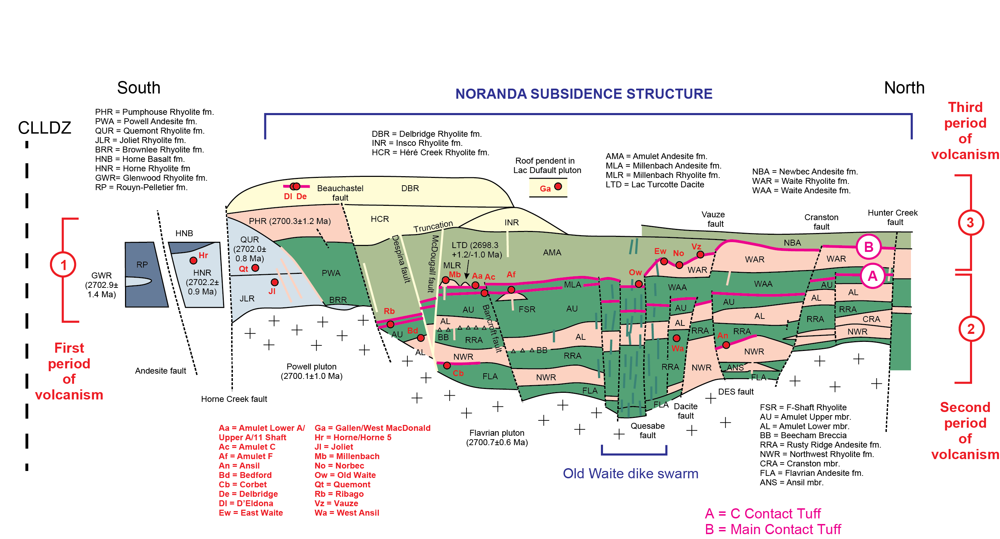 South
North
NORANDA SUBSIDENCE STRUCTURE
CLLDZ
PHR = Pumphouse Rhyolite fm.
PWA = Powell Andesite fm.
QUR = Quemont Rhyolite fm.
JLR = Joliet Rhyolite fm.
BRR = Brownlee Rhyolite fm.
HNB = Horne Basalt fm.
HNR = Horne Rhyolite fm
GWR= Glenwood Rhyolite fm.
RP = Rouyn-Pelletier fm.
DBR = Delbridge Rhyolite fm.
INR = Insco Rhyolite fm.
HCR = Héré Creek Rhyolite fm.
Roof pendent in
Lac Dufault pluton
Ga
AMA = Amulet Andesite fm.
MLA = Millenbach Andesite fm.
MLR = Millenbach Rhyolite fm.
LTD = Lac Turcotte Dacite
NBA = Newbec Andesite fm.
WAR = Waite Rhyolite fm.
WAA = Waite Andesite fm.
Third
period
of
volcanism
3
2
Second
period
of
volcanism
1
First
period
of
volcanism
Dl De
Beauchastel
fault
DBR
PHR (2700.3±1.2 Ma)
HCR
Truncation
INR
Vauze
fault
Cranston
fault
Hunter Creek
fault
HNB
RP
GWR
(2702.9±
1.4 Ma)
Hr
HNR
(2702.2±
0.9 Ma)
QUR
(2702.0±
0.8 Ma)
Qt
Jl
JLR
PWA
BRR
Despina fault
McDougall fault
LTD (2698.3
+1.2/-1.0 Ma)
MLR
Mb
Aa
Ac
Af
AMA
MLA
Ow
Ew
No
Vz
WAR
WAR
WAR
NBA
B
A
WAA
WAA
AU
AU
AU
AU
AU
AU
FSR
Bancroft fault
Rb
Bd
AL
AL
AL
AL
AL
AL
AL
BB
BB
RRA
RRA
RRA
RRA
RRA
RRA
RRA
CRA
NWR
NWR
NWR
NWR
NWR
Wa
An
ANS
Cb
FLA
FLA
FLA
FLA
Andesite fault
Horne Creek fault
Powell pluton
(2700.1±1.0 Ma)
Flavrian pluton
(2700.7±0.6 Ma)
Quesabe
fault
Dacite
fault
DES fault
Old Waite dike swarm
Aa = Amulet Lower A/
Upper A/11 Shaft
Ac = Amulet C
Af = Amulet F
An = Ansil
Bd = Bedford
Cb = Corbet
De = Delbridge
Dl = D’Eldona
Ew = East Waite
Ga = Gallen/West MacDonald
Hr = Horne/Horne 5
Jl = Joliet
Mb = Millenbach
No = Norbec
Ow = Old Waite
Qt = Quemont
Rb = Ribago
Vz = Vauze
Wa = West Ansil
FSR = F-Shaft Rhyolite
AU = Amulet Upper mbr.
AL = Amulet Lower mbr.
BB = Beecham Breccia
RRA = Rusty Ridge Andesite fm.
NWR = Northwest Rhyolite fm.
CRA = Cranston mbr.
FLA = Flavrian Andesite fm.
ANS = Ansil mbr.
A = C Contact Tuff
B = Main Contact Tuff